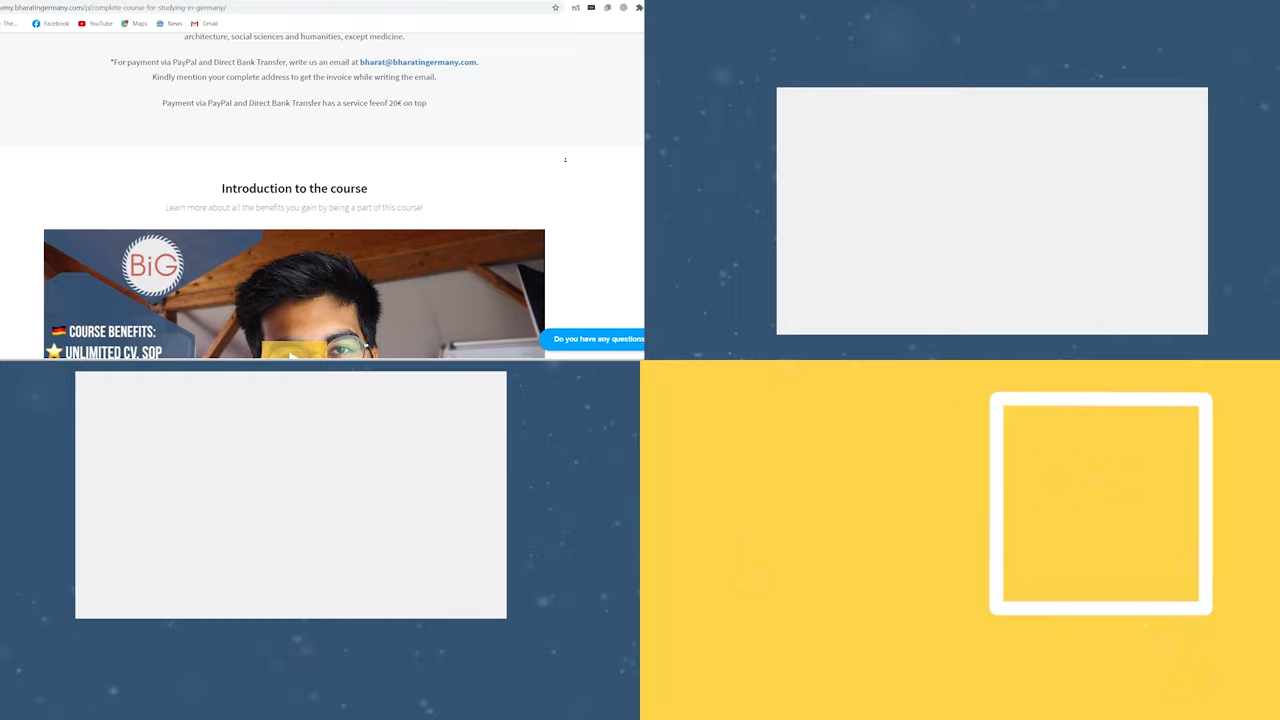 emy.bharatingermany.com/p/complete-course-for-studying-in-germany/
The...
Facebook
YouTube
Maps
News
Gmail
architecture, social sciences and humanities, except medicine.
*For payment via PayPal and Direct Bank Transfer, write us an email at bharat@bharatingermany.com.
Kindly mention your complete address to get the invoice while writing the email.
Payment via PayPal and Direct Bank Transfer has a service feeof 20€ on top
Introduction to the course
Learn more about all the benefits you gain by being a part of this course!
BiG
COURSE BENEFITS:
UNLIMITED CV, SOP
Do you have any questions